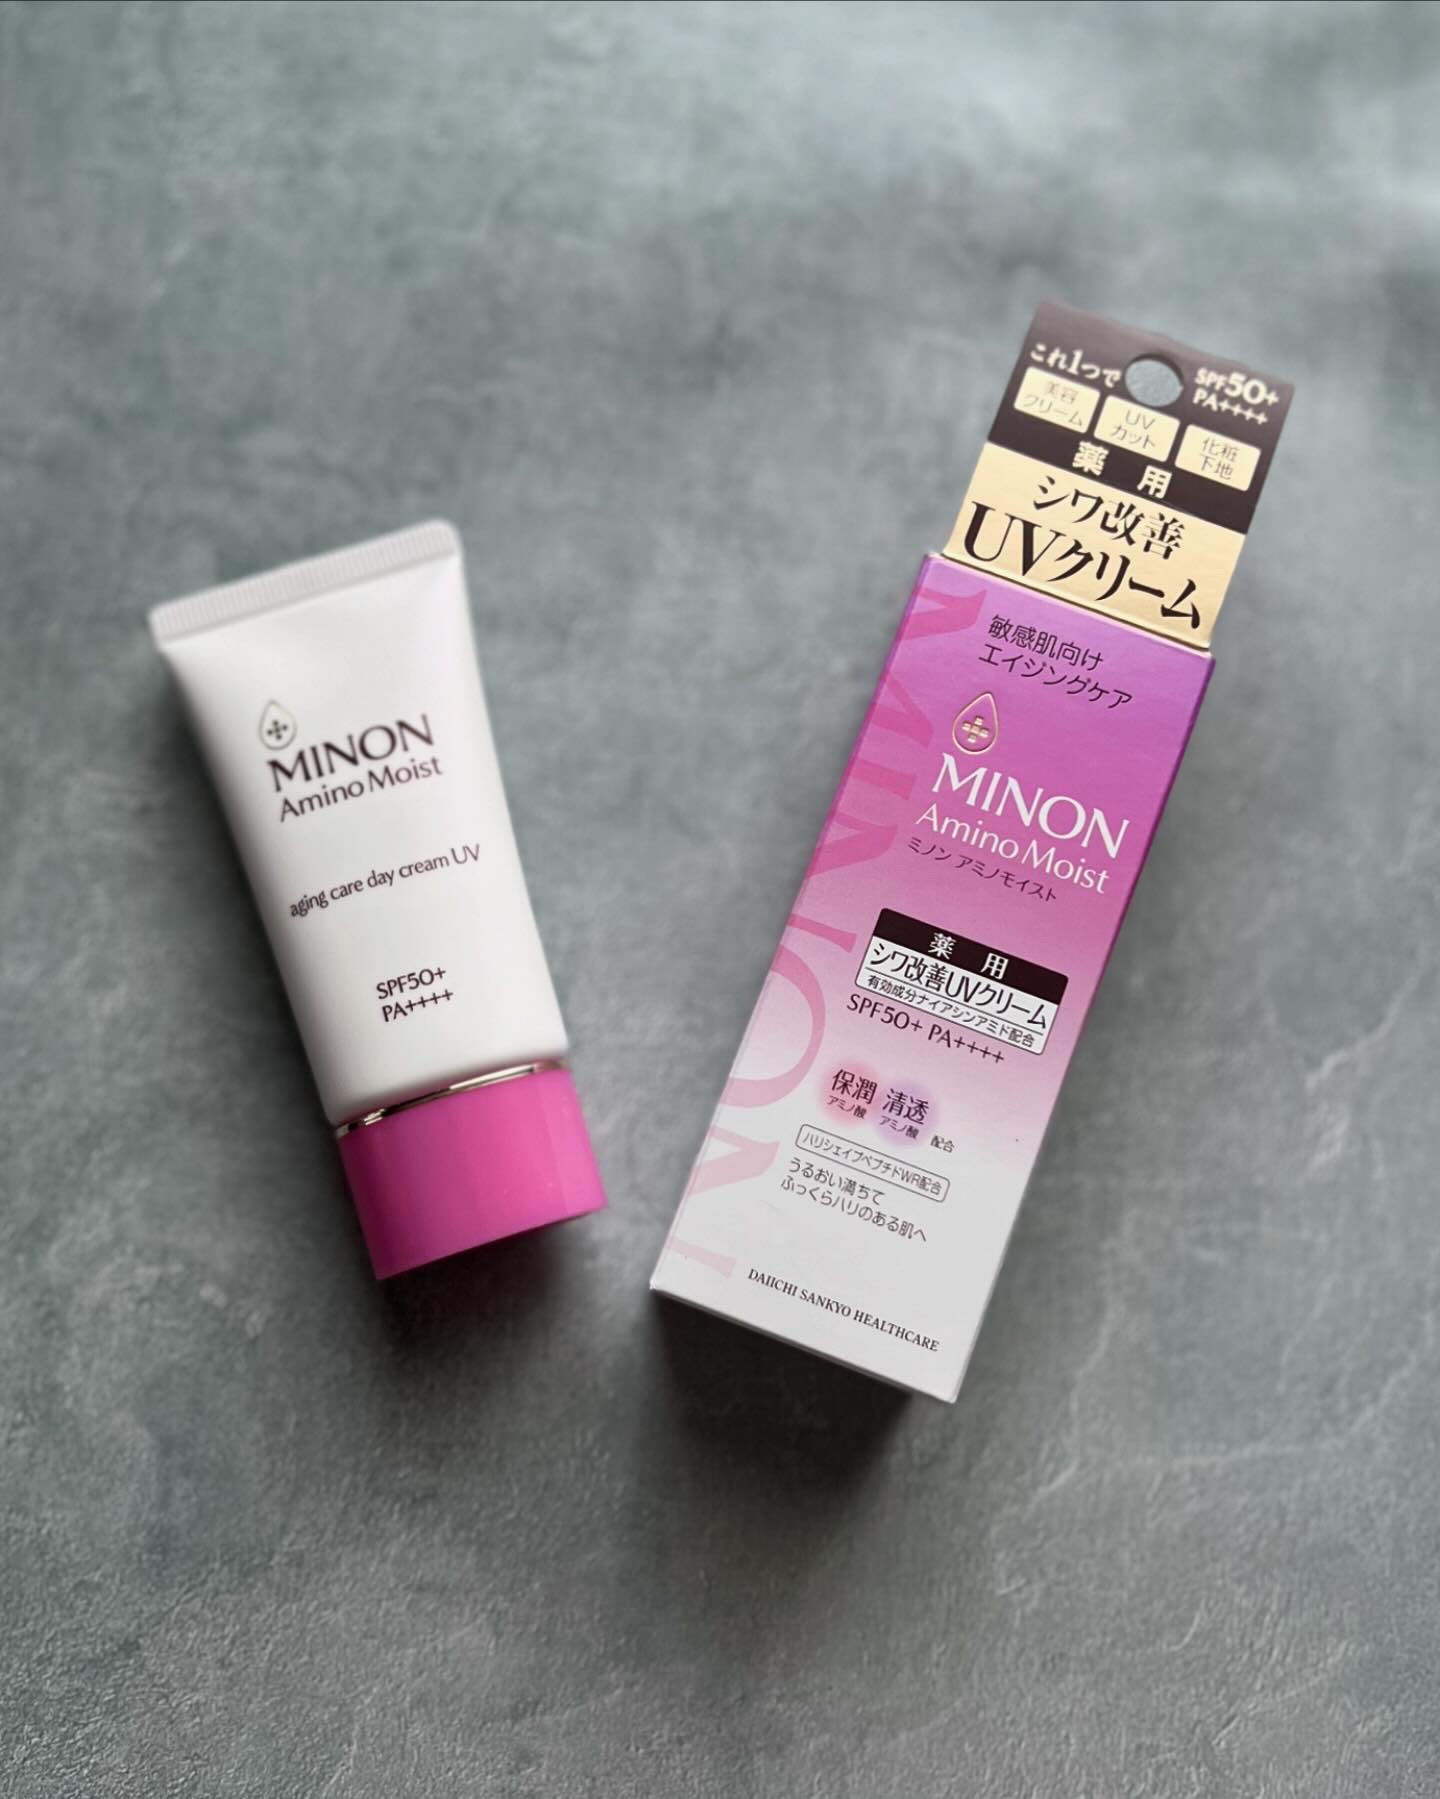 MINON
Amino Moist
aging care day cream UV
SPF50+
PA++++
これ1つで
美容
クリーム
UV
カット
化粧
下地
SPF50+
PA++++
薬用
シワ改善
UVクリーム
敏感肌向け
エイジングケア
MINON
Amino Moist
ミノン アミノモイスト
薬用
シワ改善UVクリーム
有効成分ナイアシンアミド配合
SPF50+ PA++++
保潤 清透
アミノ酸 アミノ酸 配合
ハリシェイプペプチドWR配合
うるおい満ちて
ふっくらハリのある肌へ
DAIICHI SANKYO HEALTHCARE
MINON